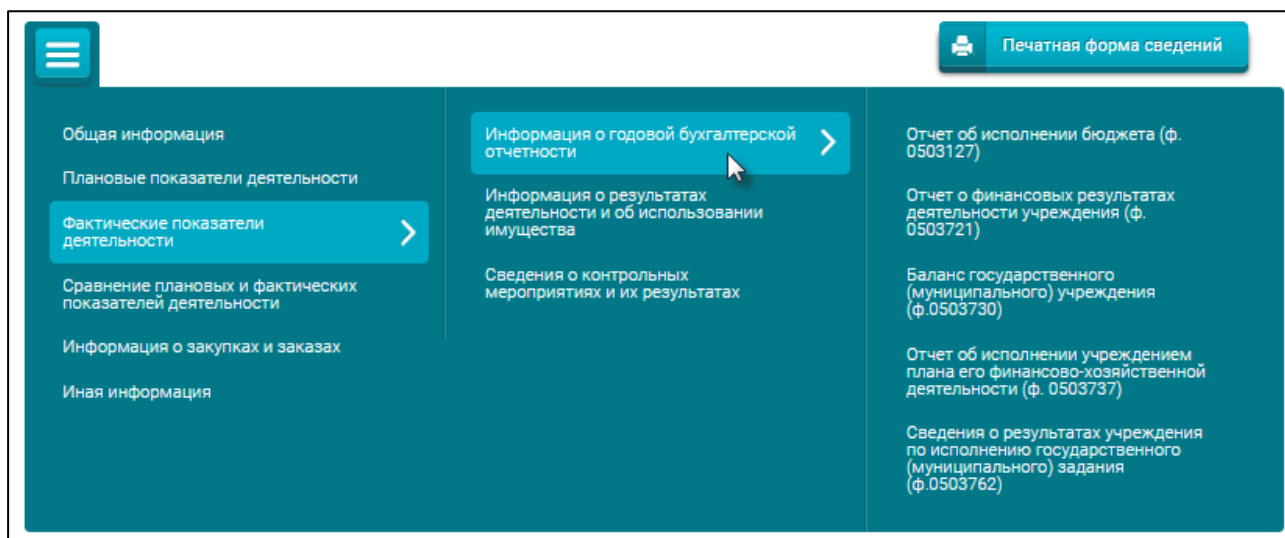 Печатная форма сведений
Общая информация
Плановые показатели деятельности
Фактические показатели
деятельности
Сравнение плановых и фактических
показателей деятельности
Информация о закупках и заказах
Иная информация
Информация о годовой бухгалтерской
отчетности
Информация о результатах
деятельности и об использовании
имущества
Сведения о контрольных
мероприятиях и их результатах
Отчет об исполнении бюджета (ф.
0503127)
Отчет о финансовых результатах
деятельности учреждения (ф.
0503721)
Баланс государственного
(муниципального) учреждения
(ф.0503730)
Отчет об исполнении учреждением
плана его финансово-хозяйственной
деятельности (ф. 0503737)
Сведения о результатах учреждения
по исполнению государственного
(муниципального) задания
(ф.0503762)